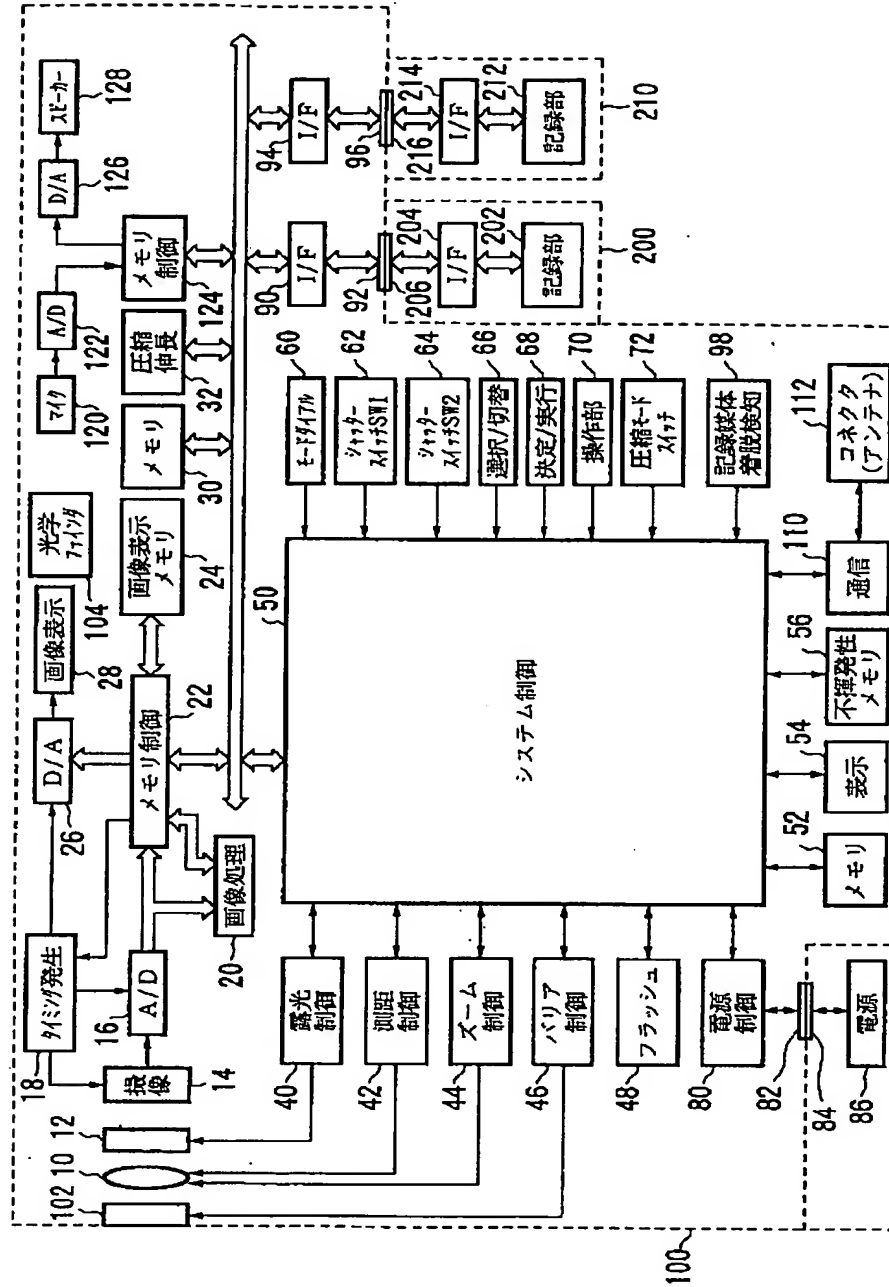 スピーカー
128
D/A
126
マイク
120
A/D
122
メモリ
制御
124
圧縮
伸長
32
メモリ
30
光学
ファインダ
104
画像表示
メモリ
24
画像表示
28
D/A
26
メモリ制御
22
タイミング発生
18
A/D
16
撮像
14
画像処理
20
12
10
102
I/F
94
96
216
I/F
214
記録部
212
210
I/F
90
92
206
I/F
204
記録部
202
200
システム制御
50
モードダイアル
60
シャッター
スイッチSW1
62
シャッター
スイッチSW2
64
選択/切替
66
決定/実行
68
操作部
70
圧縮モード
スイッチ
72
記録媒体
着脱検知
98
コネクタ
(アンテナ)
112
通信
110
不揮発性
メモリ
56
表示
54
メモリ
52
露光
制御
40
測距
制御
42
ズーム
制御
44
バリア
制御
46
フラッシュ
48
電源
制御
80
82
84
電源
86
100